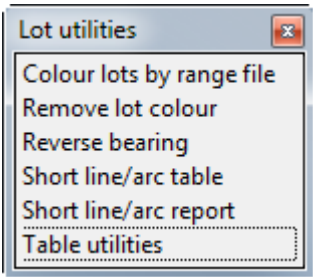 Lot utilities
Colour lots by range file
Remove lot colour
Reverse bearing
Short line/arc table
Short line/arc report
Table utilities